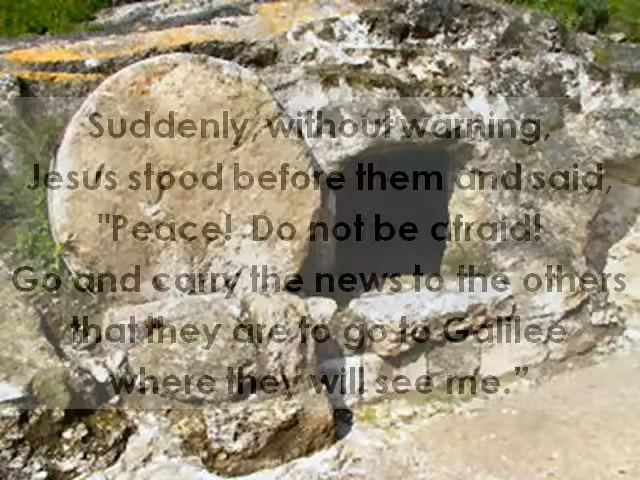 Suddenly, without warning,
Jesus stood before them and said,
"Peace! Do not be afraid!
Go and carry the news to the others
that they are to go to Galilee
where they will see me.”